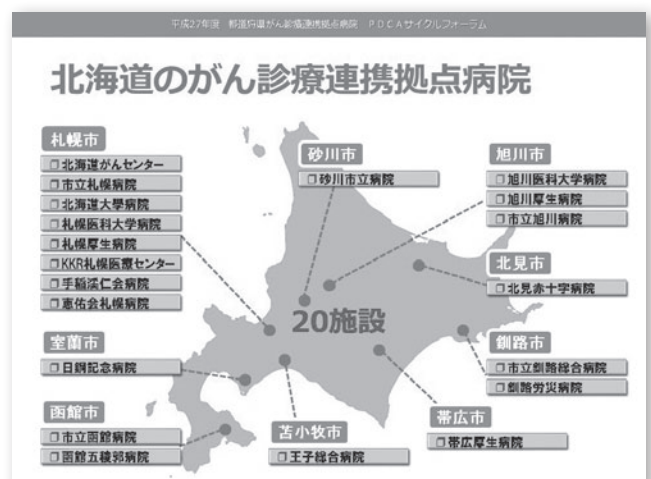 平成27年度 都道府県がん診療連携拠点病院 PDCAサイクルフォーラム
北海道のがん診療連携拠点病院
札幌市
北海道がんセンター
市立札幌病院
北海道大學病院
札幌医科大学病院
札幌厚生病院
KKR札幌医療センター
手稲渓仁会病院
恵佑会札幌病院
砂川市
砂川市立病院
旭川市
旭川医科大学病院
旭川厚生病院
市立旭川病院
北見市
北見赤十字病院
20施設
室蘭市
日鋼記念病院
釧路市
市立釧路総合病院
釧路労災病院
函館市
市立函館病院
函館五稜郭病院
苫小牧市
王子総合病院
帯広市
帯広厚生病院